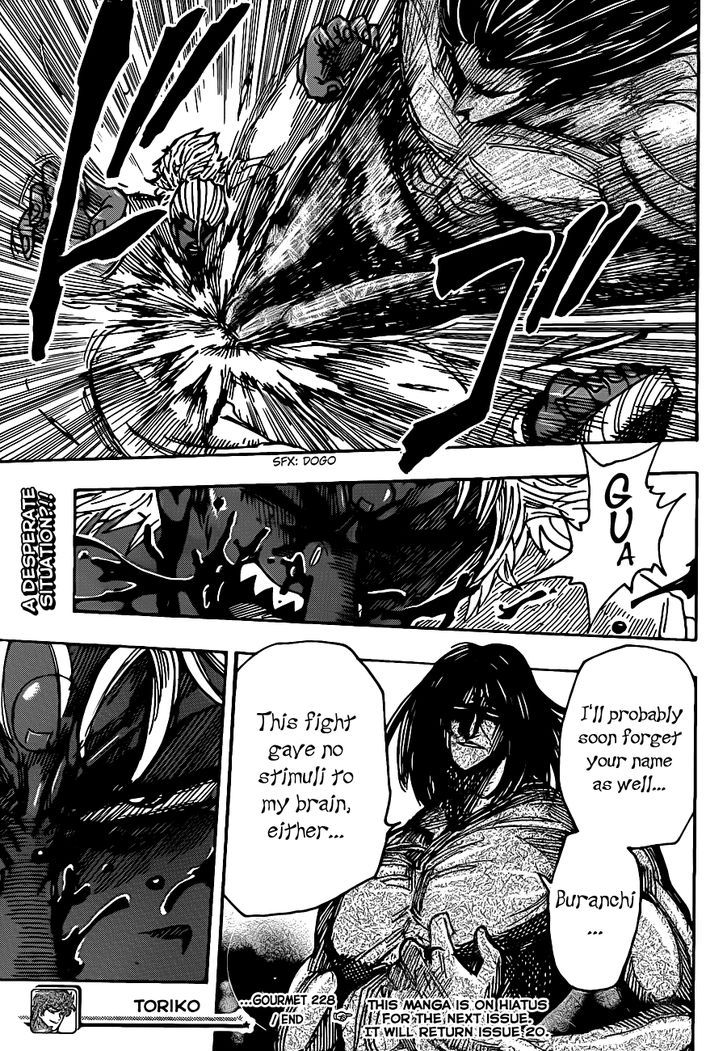 ドゴ
SFX: DOGO
GUA
A DESPERATE
SITUATION?!!
I'll probably
soon forget
your name
as well...
Buranchi
...
This fight
gave no
stimuli to
my brain,
either...
TORIKO
...GOURMET 228
/ END
THIS MANGA IS ON HIATUS
FOR THE NEXT ISSUE.
IT WILL RETURN ISSUE 20.